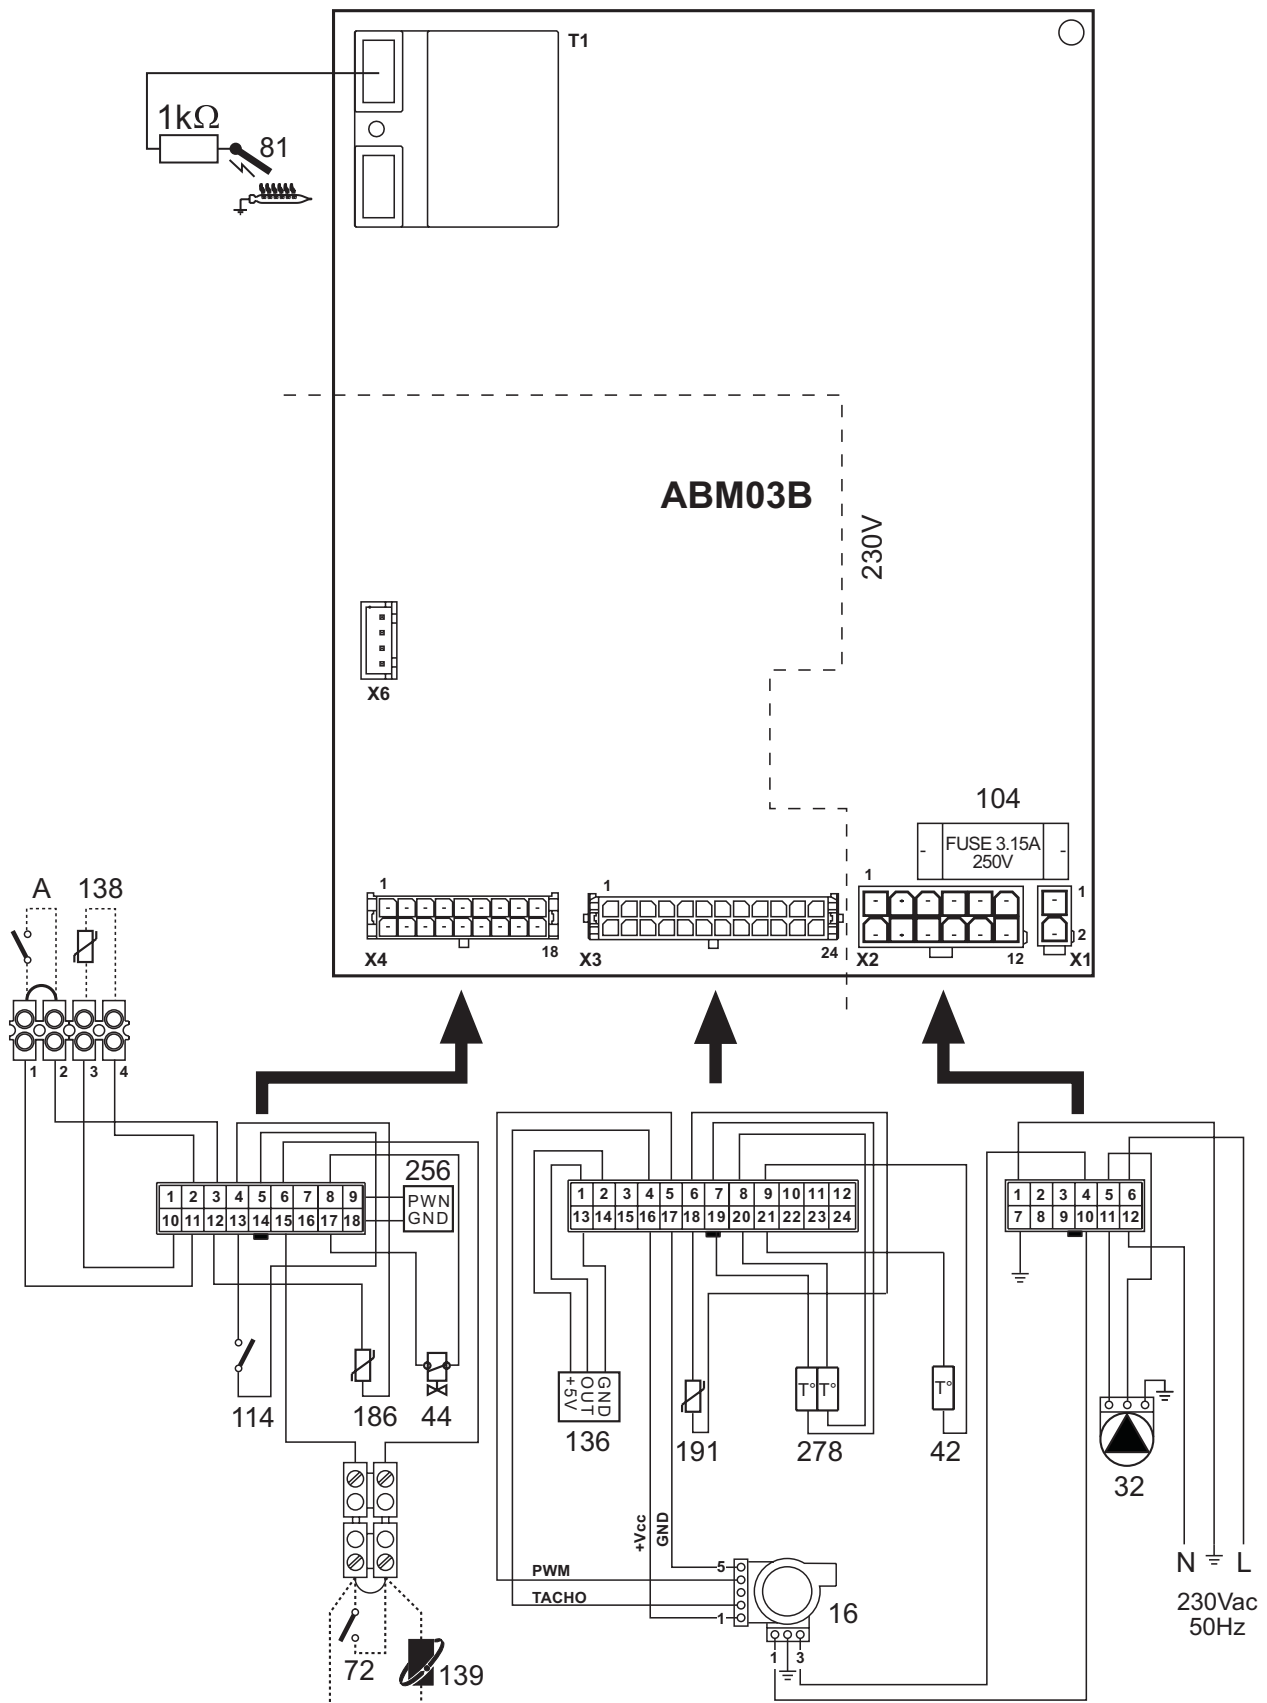 T1
1kΩ
81
ABM03B
230V
X6
104
FUSE 3.15A
250V
A 138
1 1 1 1
18 24 12 2
X4 X3 X2 X1
1 2 3 4
256
PWN
GND
1 2 3 4 5 6 7 8 9
10 11 12 13 14 15 16 17 18
1 2 3 4 5 6 7 8 9 10 11 12
13 14 15 16 17 18 19 20 21 22 23 24
1 2 3 4 5 6
7 8 9 10 11 12
+5V
OUT
GND
T° T° T°
114 186 44 136 191 278 42 32
+Vcc
GND
PWM
TACHO
5
1
16
1 3
N L
230Vac
50Hz
72 139